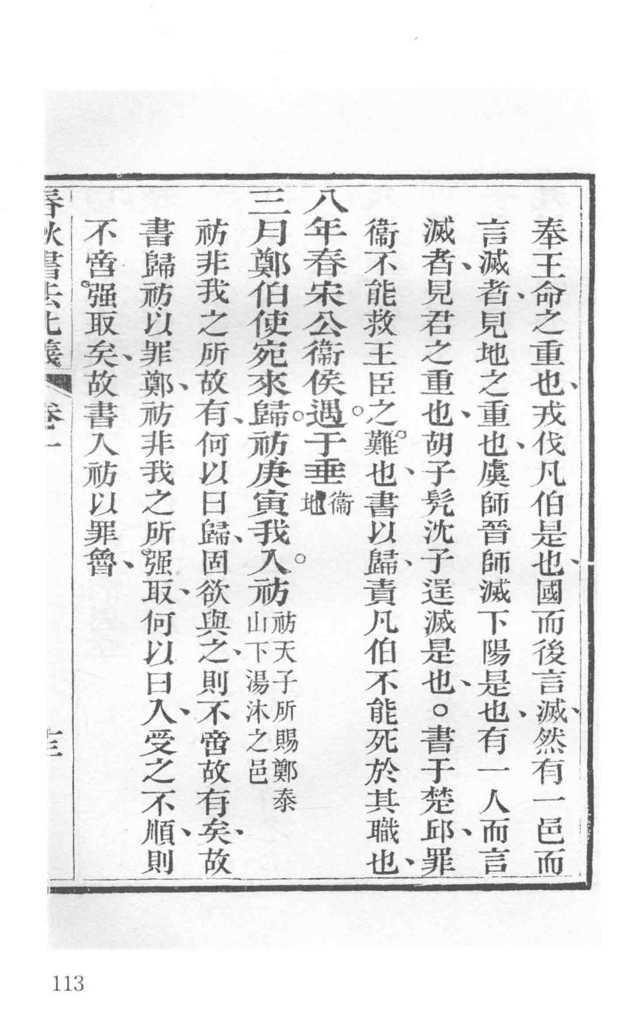 奉王命之重也戎伐凡伯是也國而後言滅然有一邑而
言滅者見地之重也虞師晉師滅下陽是也有一人而言
滅者見君之重也胡子髡沈子逞滅是也○書于楚邱罪
衞不能救王臣之難也書以歸責凡伯不能死於其職也
八年春宋公衞侯遇于垂衞地
三月鄭伯使宛來歸祊庚寅我入祊祊天子所賜鄭泰山下湯沐之邑
祊非我之所故有何以曰歸固欲與之則不啻故有矣故
書歸祊以罪鄭祊非我之所强取何以曰入受之不順則
不啻强取矣故書入祊以罪魯
春秋書法比義 卷一 十三
113